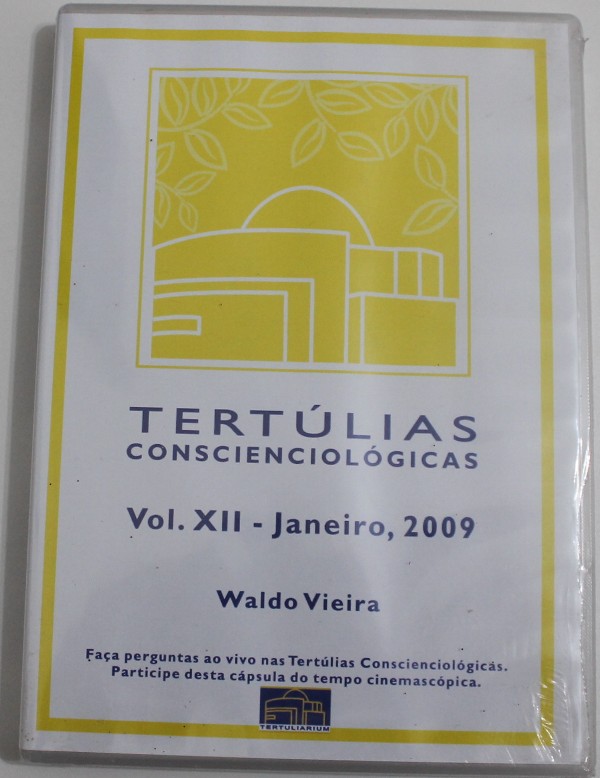 TERTÚLIAS
CONSCIENCIOLÓGICAS
Vol. XII - Janeiro, 2009
Waldo Vieira
Faça perguntas ao vivo nas Tertúlias Conscienciológicas.
Participe desta cápsula do tempo cinemascópica.
TERTULIARIUM